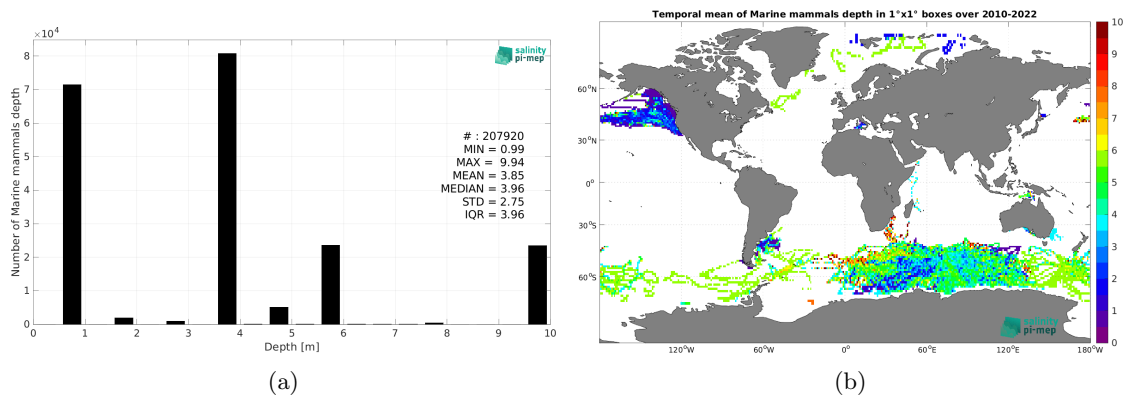 ×10⁴
8
7
6
5
4
3
2
1
0
Number of Marine mammals depth
salinity
pi-mep
# : 207920
MIN = 0.99
MAX = 9.94
MEAN = 3.85
MEDIAN = 3.96
STD = 2.75
IQR = 3.96
0 1 2 3 4 5 6 7 8 9 10
Depth [m]
(a)
Temporal mean of Marine mammals depth in 1°x1° boxes over 2010-2022
60°N
30°N
0°
30°S
60°S
120°W 60°W 0° 60°E 120°E 180°W
salinity
pi-mep
10
9
8
7
6
5
4
3
2
1
0
(b)